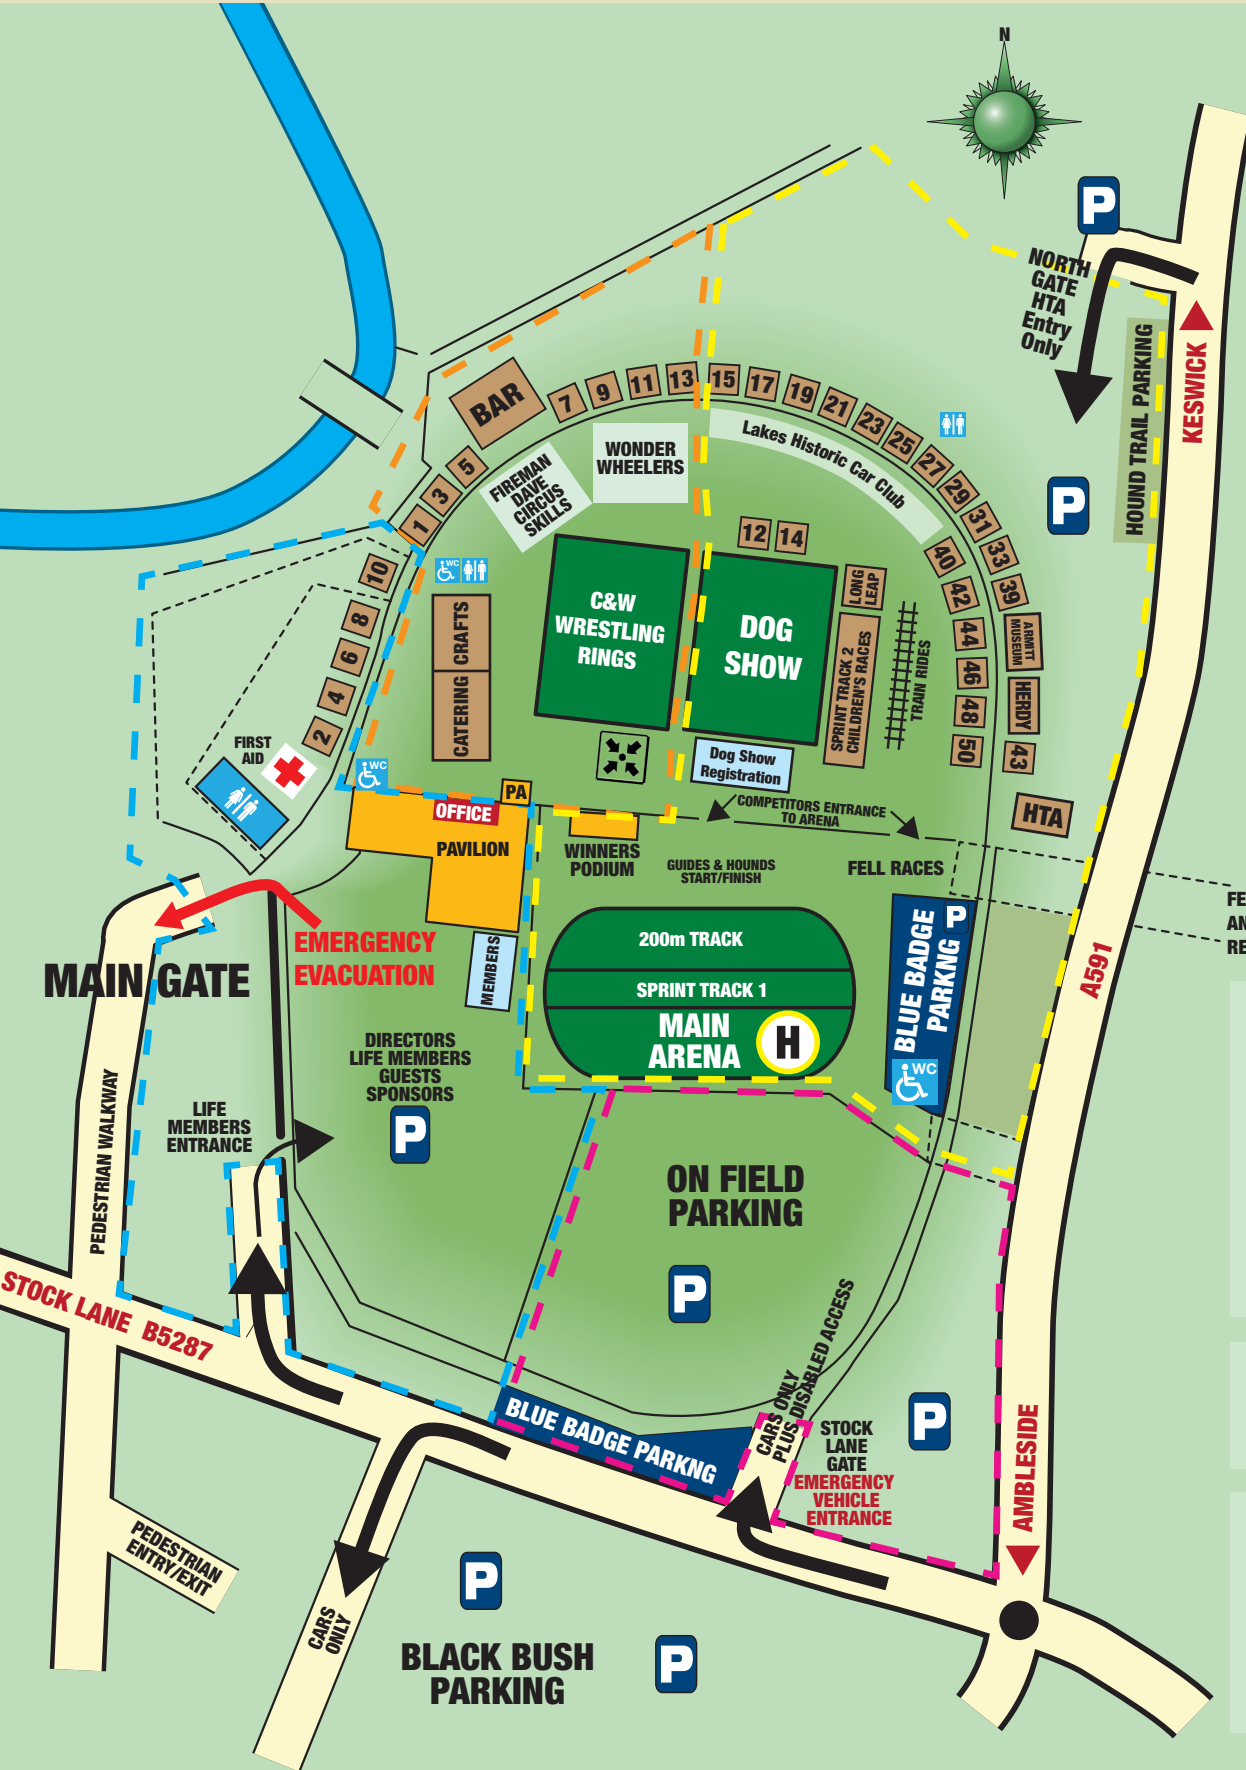 N
P
NORTH
GATE
HTA
Entry
Only
KESWICK
HOUND TRAIL PARKING
P
BAR
7
9
11
13
15
17
19
21
23
25
27
29
31
33
39
5
3
1
FIREMAN
DAVE
CIRCUS
SKILLS
WONDER
WHEELERS
Lakes Historic Car Club
12
14
40
42
44
46
48
50
ARMITT
MUSEUM
HERDY
43
HTA
10
8
6
4
2
WC
CRAFTS
CATERING
C&W
WRESTLING
RINGS
DOG
SHOW
LONG
LEAP
SPRINT TRACK 2
CHILDREN'S RACES
TRAIN RIDES
FIRST
AID
WC
Dog Show
Registration
PA
OFFICE
PAVILION
COMPETITORS ENTRANCE
TO ARENA
WINNERS
PODIUM
GUIDES & HOUNDS
START/FINISH
FELL RACES
FE
AN
RE
EMERGENCY
EVACUATION
MAIN GATE
MEMBERS
200m TRACK
SPRINT TRACK 1
MAIN
ARENA
H
P
BLUE BADGE
PARKNG
WC
A591
DIRECTORS
LIFE MEMBERS
GUESTS
SPONSORS
P
LIFE
MEMBERS
ENTRANCE
PEDESTRIAN WALKWAY
ON FIELD
PARKING
P
STOCK LANE B5287
BLUE BADGE PARKNG
CARS ONLY
PLUS DISABLED ACCESS
P
STOCK
LANE
GATE
EMERGENCY
VEHICLE
ENTRANCE
AMBLESIDE
PEDESTRIAN
ENTRY/EXIT
CARS
ONLY
P
BLACK BUSH
PARKING
P